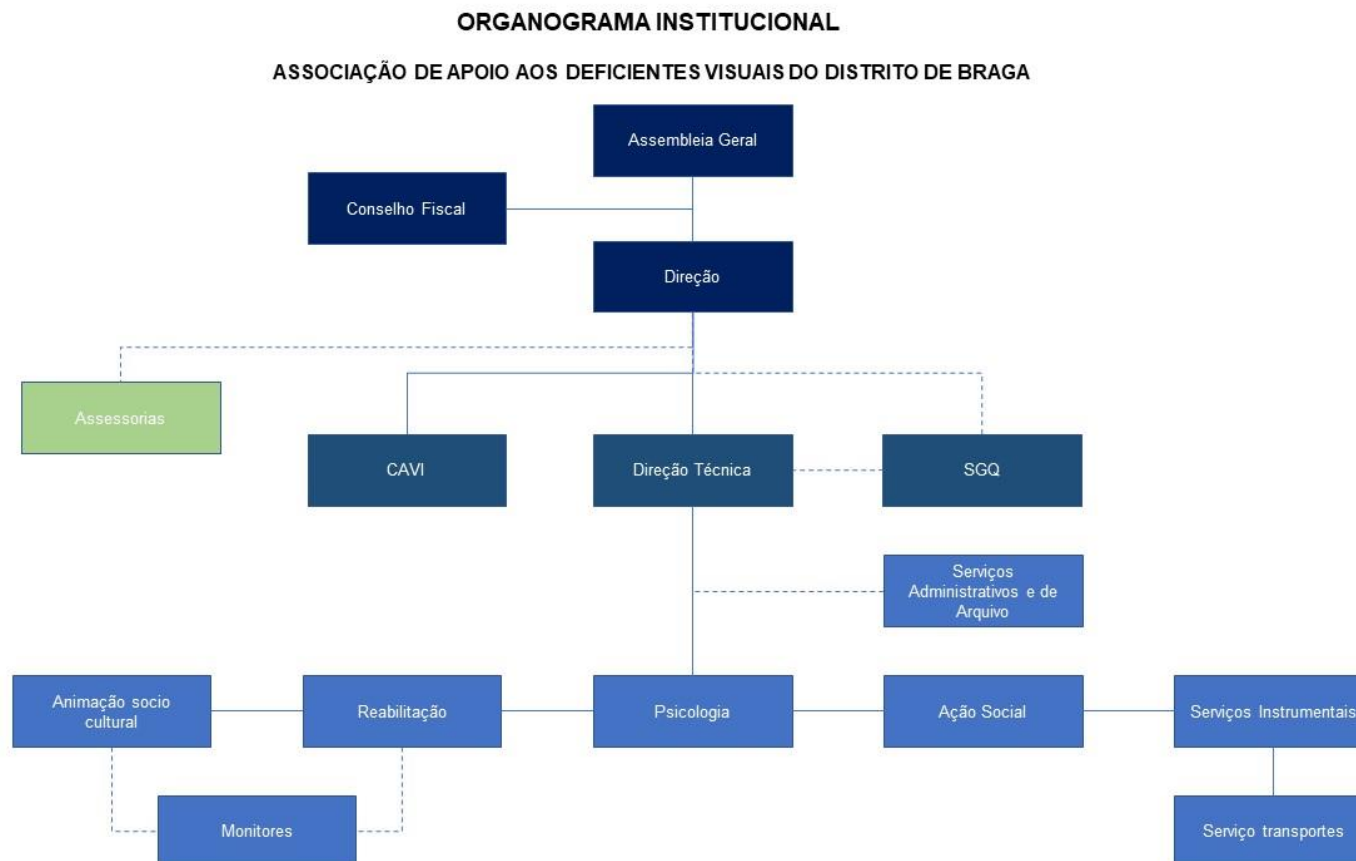 ORGANOGRAMA INSTITUCIONAL
ASSOCIAÇÃO DE APOIO AOS DEFICIENTES VISUAIS DO DISTRITO DE BRAGA
Assembleia Geral
Conselho Fiscal
Direção
Assessorias
CAVI
Direção Técnica
SGQ
Serviços
Administrativos e de
Arquivo
Animação socio
cultural
Reabilitação
Psicologia
Ação Social
Serviços Instrumentais
Monitores
Serviço transportes